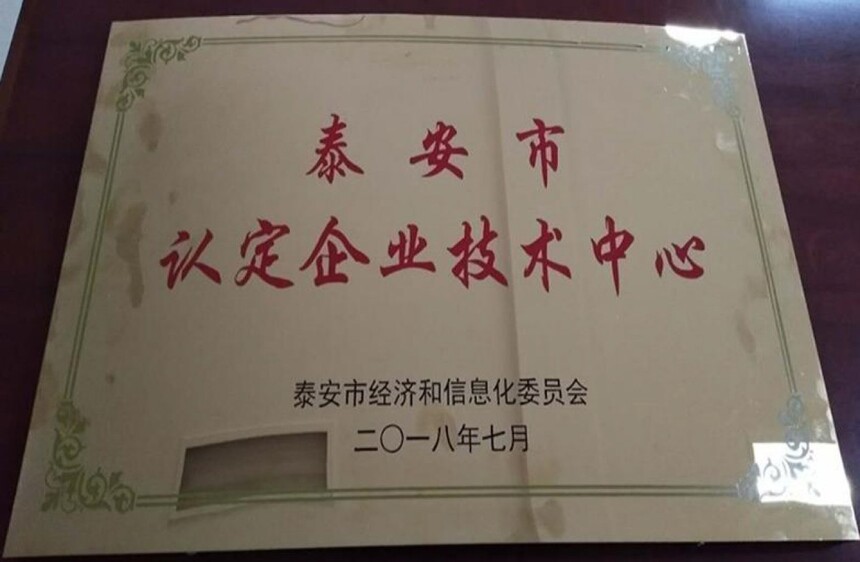 泰安市
认定企业技术中心
泰安市经济和信息化委员会
二〇一八年七月